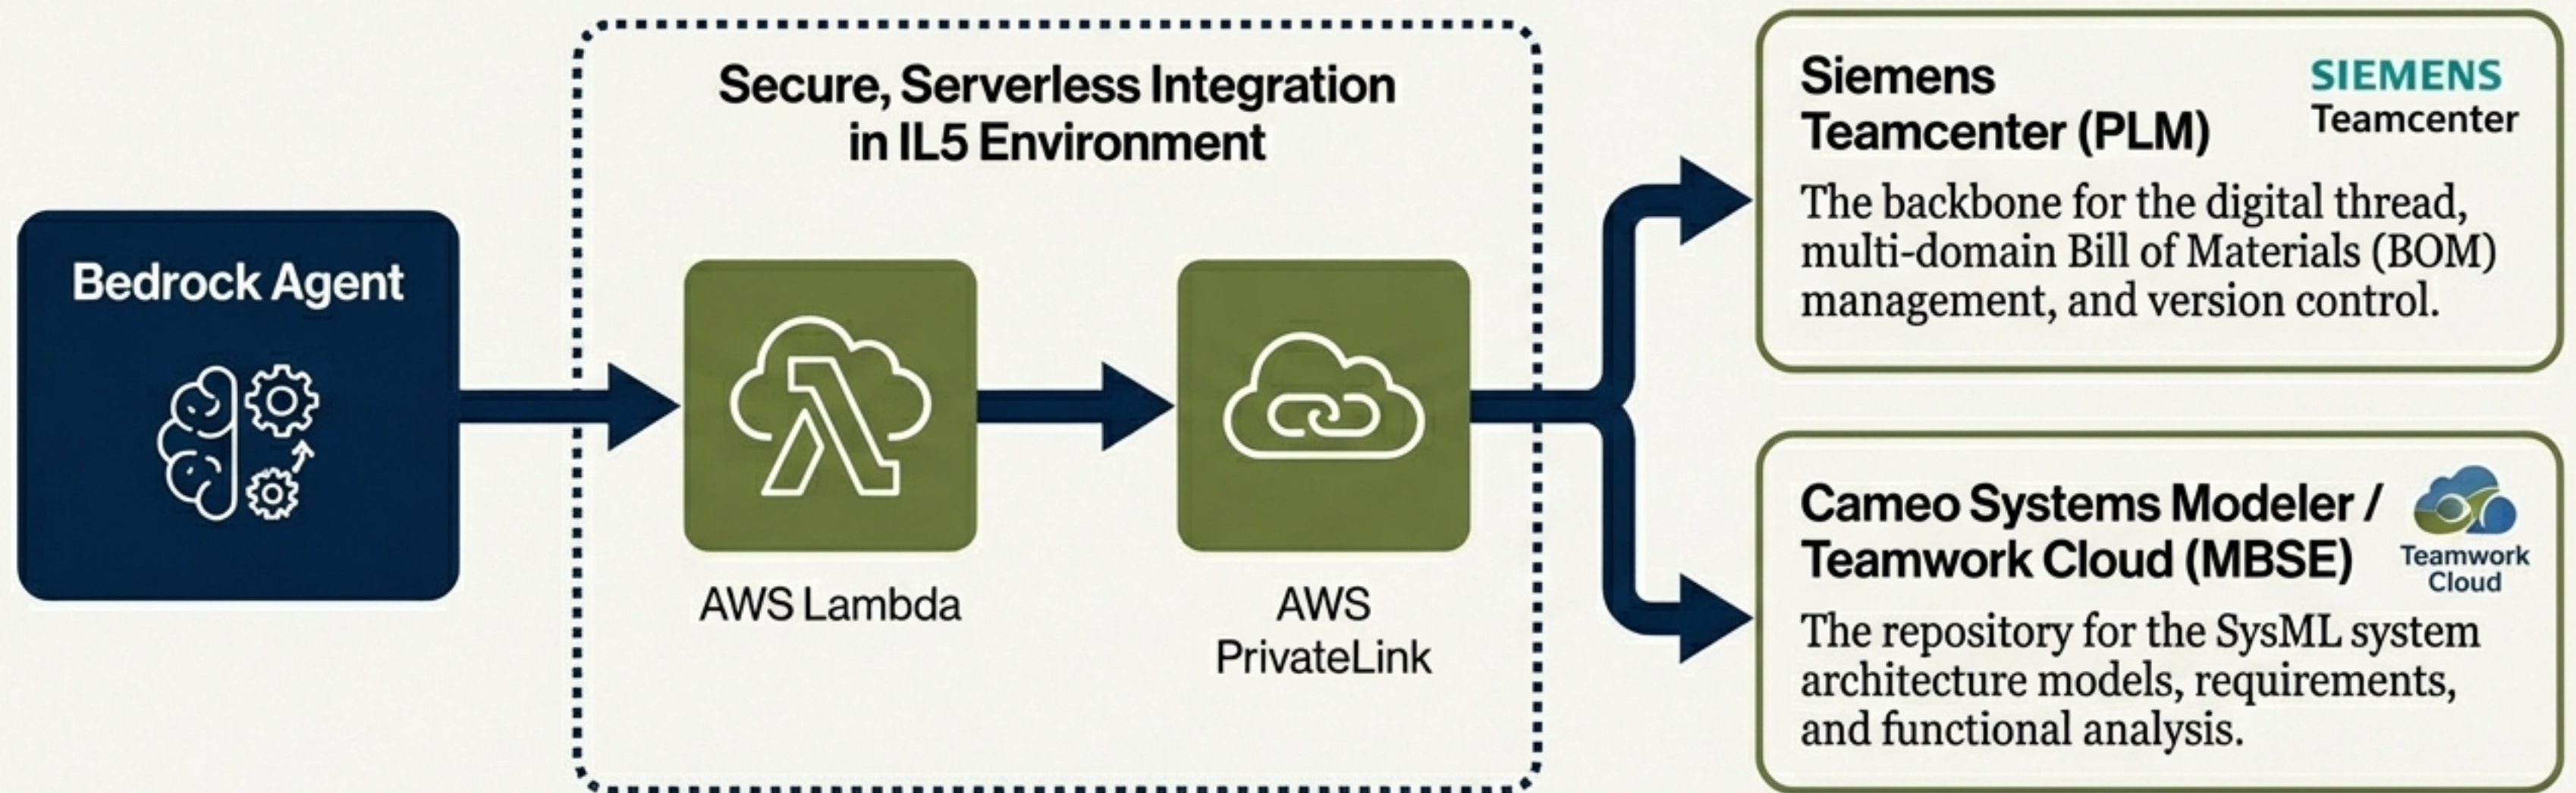 Bedrock Agent
Secure, Serverless Integration
in IL5 Environment
AWS Lambda
AWS
PrivateLink
Siemens
Teamcenter (PLM)
SIEMENS
Teamcenter
The backbone for the digital thread,
multi-domain Bill of Materials (BOM)
management, and version control.
Cameo Systems Modeler /
Teamwork Cloud (MBSE)
Teamwork
Cloud
The repository for the SysML system
architecture models, requirements,
and functional analysis.